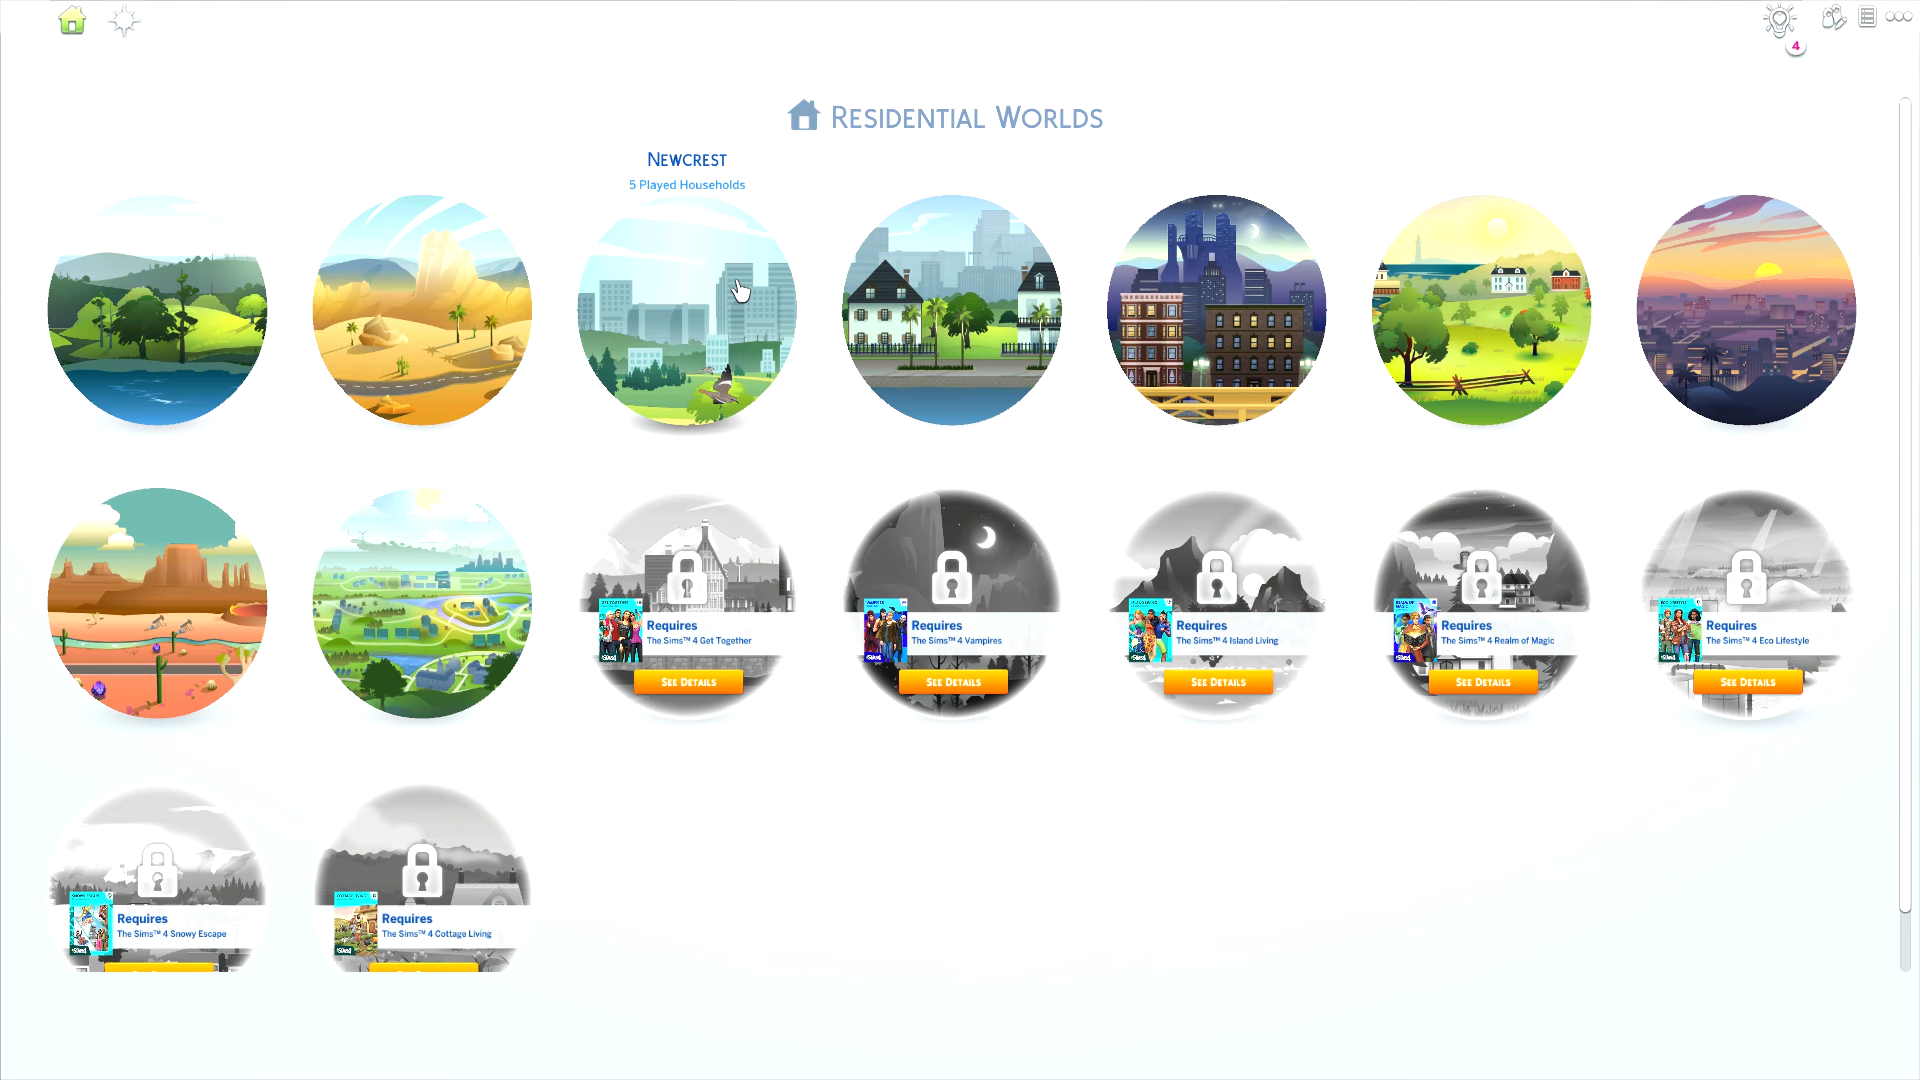 4
RESIDENTIAL WORLDS
NEWCREST
5 Played Households
Requires
The Sims™ 4 Get Together
SEE DETAILS
Requires
The Sims™ 4 Vampires
SEE DETAILS
Requires
The Sims™ 4 Island Living
SEE DETAILS
Requires
The Sims™ 4 Realm of Magic
SEE DETAILS
Requires
The Sims™ 4 Eco Lifestyle
SEE DETAILS
Requires
The Sims™ 4 Snowy Escape
Requires
The Sims™ 4 Cottage Living